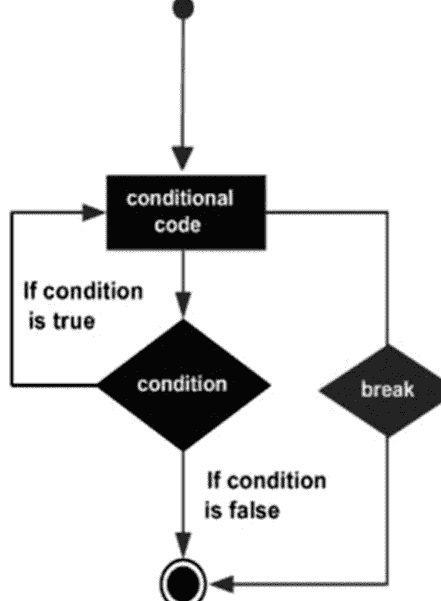 conditional
code
If condition
is true
condition
break
If condition
is false